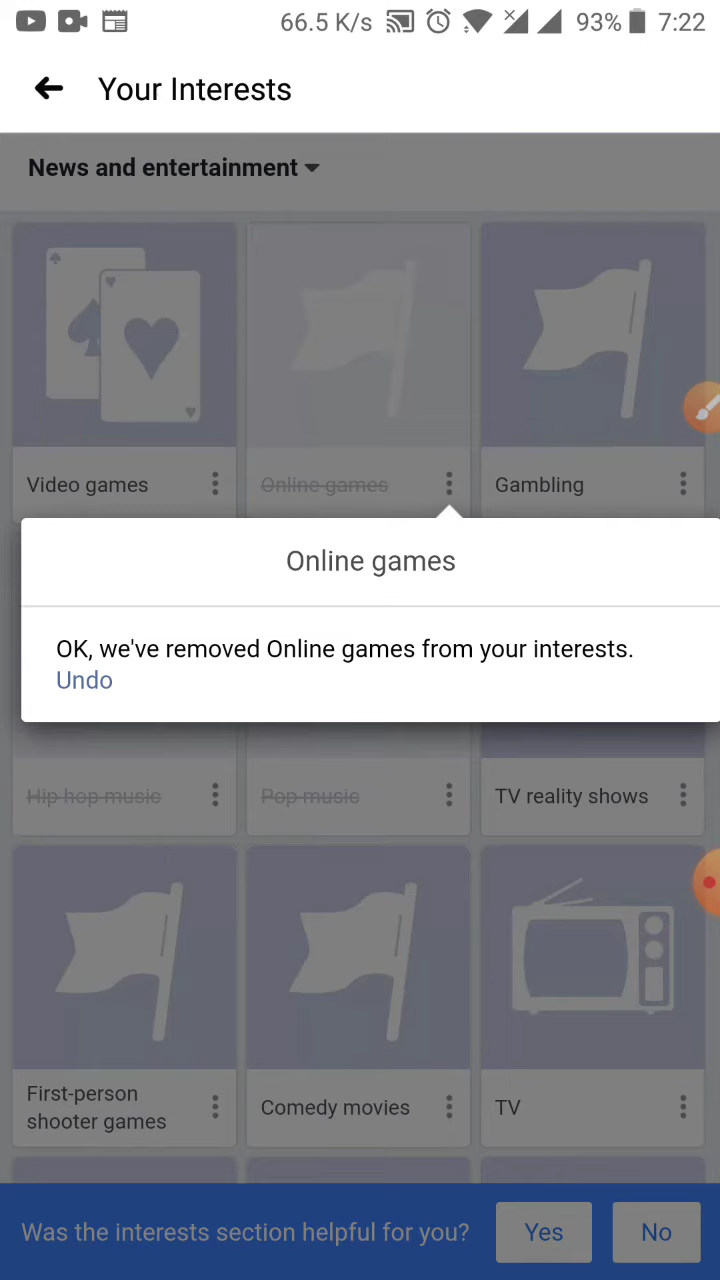 66.5 K/s 93% 7:22
Your Interests
News and entertainment
Video games
Online games
Gambling
Online games
OK, we've removed Online games from your interests.
Undo
Hip hop music
Pop music
TV reality shows
First-person
shooter games
Comedy movies
TV
Was the interests section helpful for you?
Yes
No